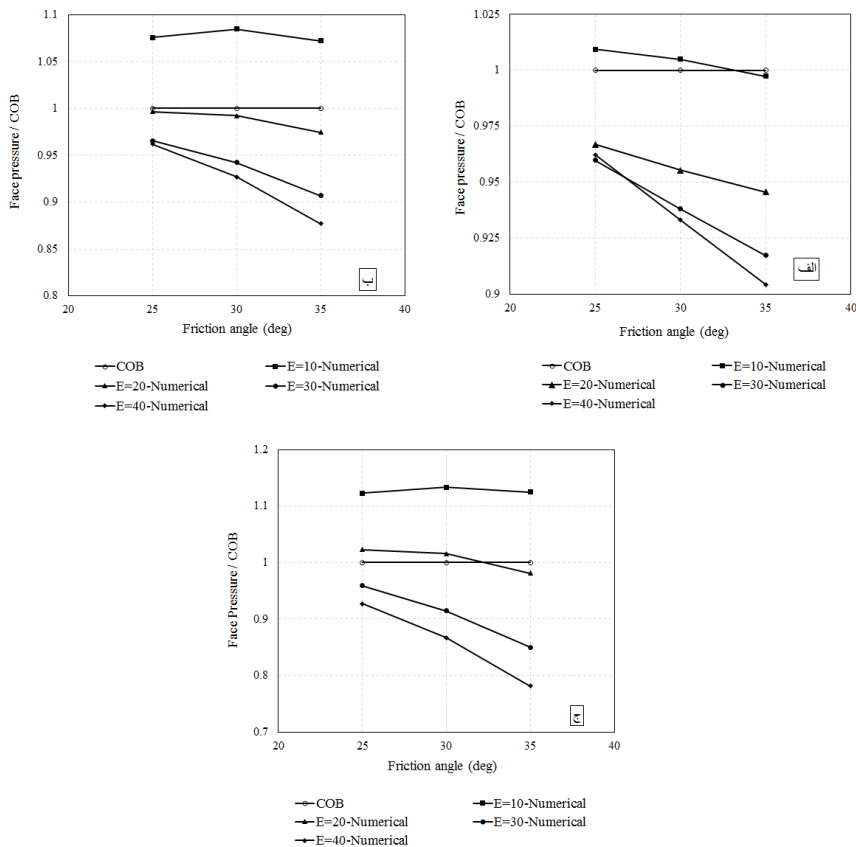 1.1
1.05
1
0.95
0.9
0.85
0.8
20 25 30 35 40
Face pressure / COB
Friction angle (deg)
ب
COB E=10-Numerical
E=20-Numerical E=30-Numerical
E=40-Numerical
1.025
1
0.975
0.95
0.925
0.9
20 25 30 35 40
Face pressure / COB
Friction angle (deg)
الف
COB E=10-Numerical
E=20-Numerical E=30-Numerical
E=40-Numerical
1.2
1.1
1
0.9
0.8
0.7
20 25 30 35 40
Face Pressure / COB
Friction angle (deg)
ج
COB E=10-Numerical
E=20-Numerical E=30-Numerical
E=40-Numerical